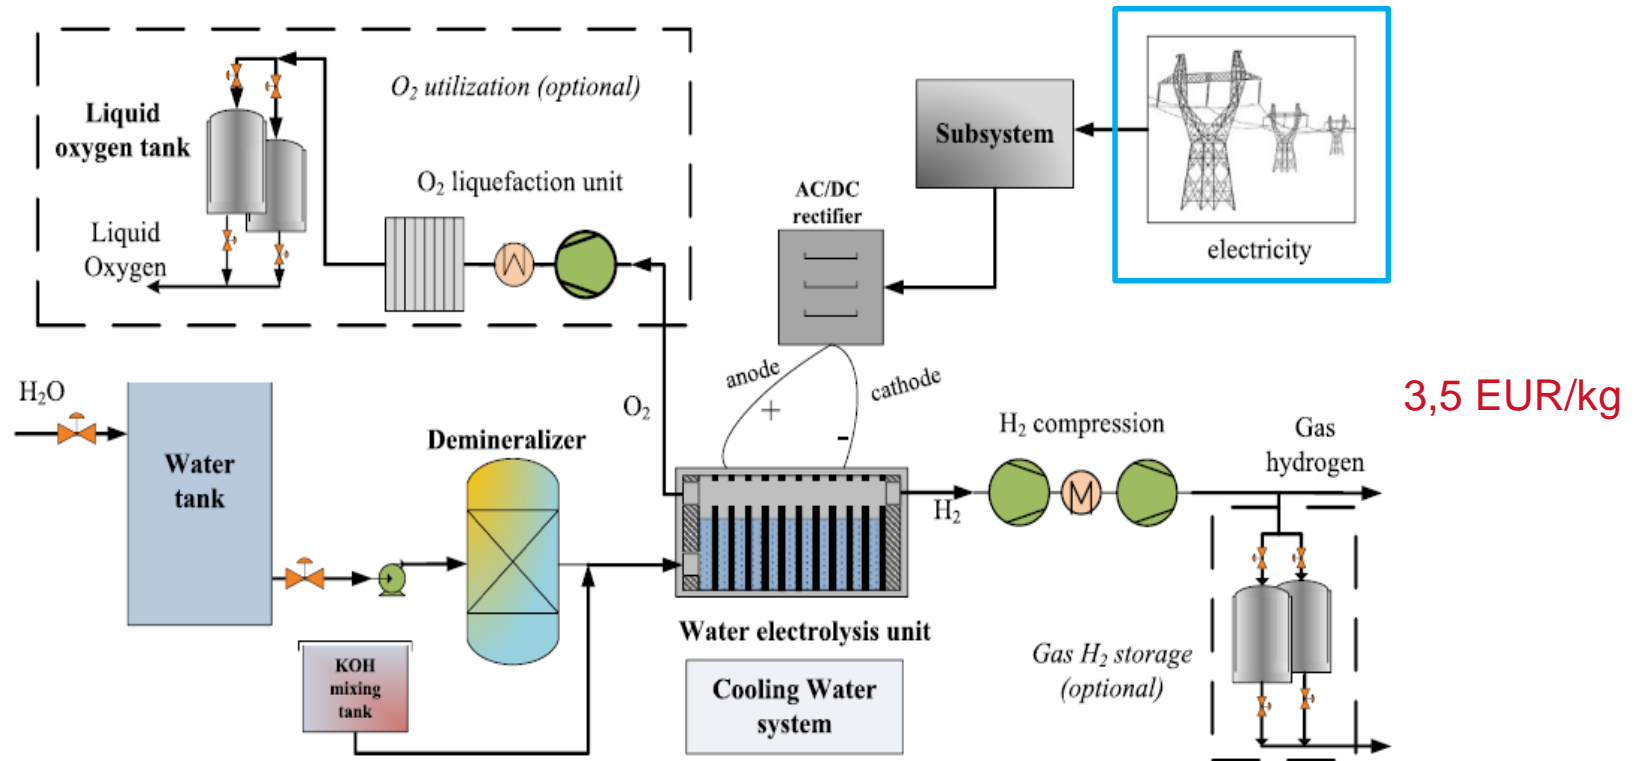 O₂ utilization (optional)
Liquid
oxygen tank
O₂ liquefaction unit
Liquid
Oxygen
Subsystem
electricity
AC/DC
rectifier
anode
cathode
+
-
3,5 EUR/kg
H₂O
O₂
Water
tank
Demineralizer
H₂ compression
Gas
hydrogen
H₂
M
Water electrolysis unit
KOH
mixing
tank
Cooling Water
system
Gas H₂ storage
(optional)